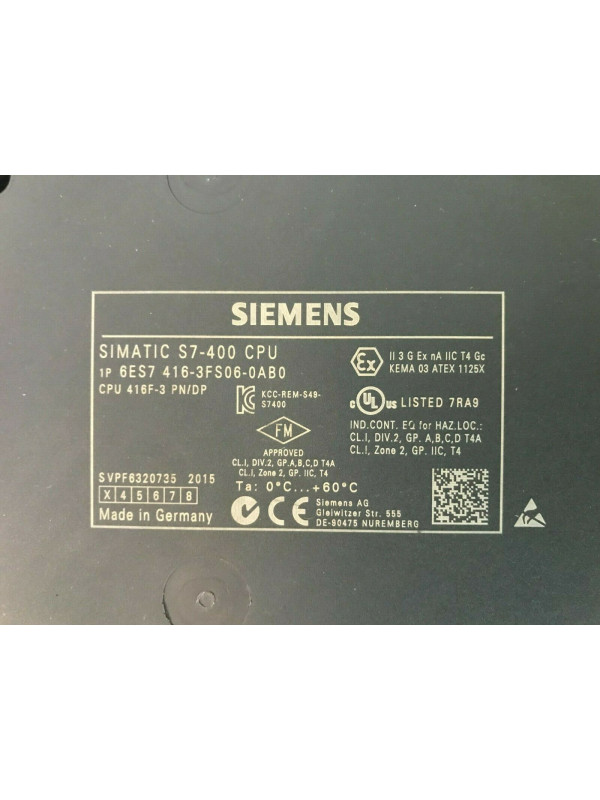 SIEMENS
SIMATIC S7-400 CPU
1P 6ES7 416-3FS06-0AB0
CPU 416F-3 PN/DP
KCC-REM-S49-
S7400
Ex
II 3 G Ex nA IIC T4 Gc
KEMA 03 ATEX 1125X
c UL us LISTED 7RA9
IND.CONT. EQ for HAZ.LOC.:
CL.I, DIV.2, GP. A,B,C,D T4A
CL.I, Zone 2, GP. IIC, T4
FM
APPROVED
CL.I, DIV.2, GP.A,B,C,D T4A
CL.I, Zone 2, GP. IIC, T4
Ta: 0°C...+60°C
SVPF6320735 2015
X 4 5 6 7 8
Made in Germany
CE
Siemens AG
Gleiwitzer Str. 555
DE-90475 NUREMBERG